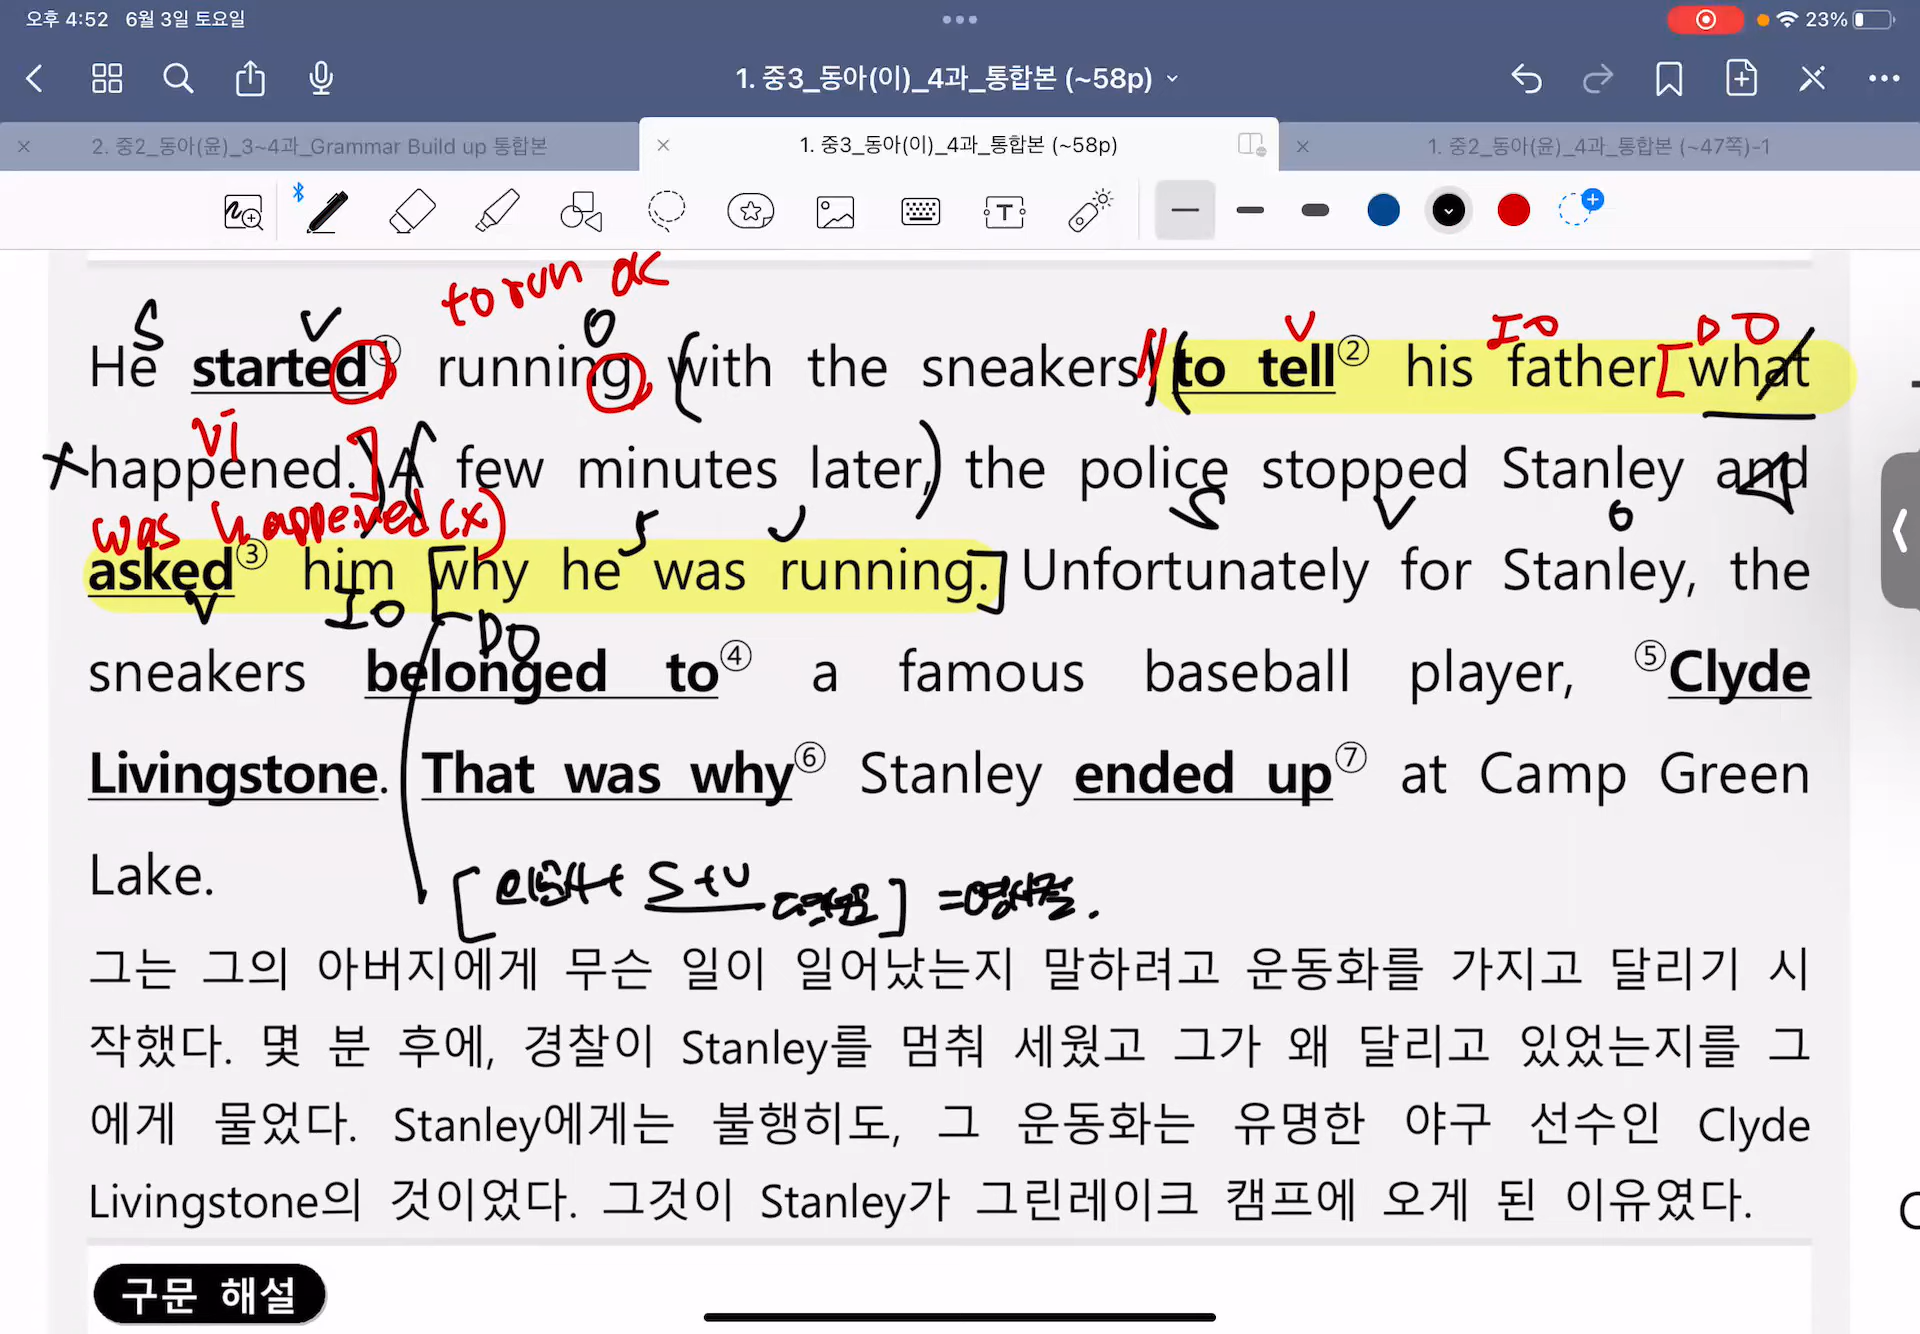 오후 4:52 6월 3일 토요일
23%
1. 중3_동아(이)_4과_통합본 (~58p)
2. 중2_동아(윤)_3~4과_Grammar Build up 통합본
1. 중3_동아(이)_4과_통합본 (~58p)
1. 중2_동아(윤)_4과_통합본 (~47쪽)-1
to run ok
S V O V IO DO
He started① running with the sneakers to tell② his father what
vi
happened. A few minutes later, the police stopped Stanley and
was happened (x) S V S V O
asked③ him why he was running. Unfortunately for Stanley, the
V IO DO
sneakers belonged to④ a famous baseball player, ⑤Clyde
Livingstone. That was why⑥ Stanley ended up⑦ at Camp Green
Lake.
[ S+V ] =명사절.
그는 그의 아버지에게 무슨 일이 일어났는지 말하려고 운동화를 가지고 달리기 시
작했다. 몇 분 후에, 경찰이 Stanley를 멈춰 세웠고 그가 왜 달리고 있었는지를 그
에게 물었다. Stanley에게는 불행히도, 그 운동화는 유명한 야구 선수인 Clyde
Livingstone의 것이었다. 그것이 Stanley가 그린레이크 캠프에 오게 된 이유였다.
구문 해설